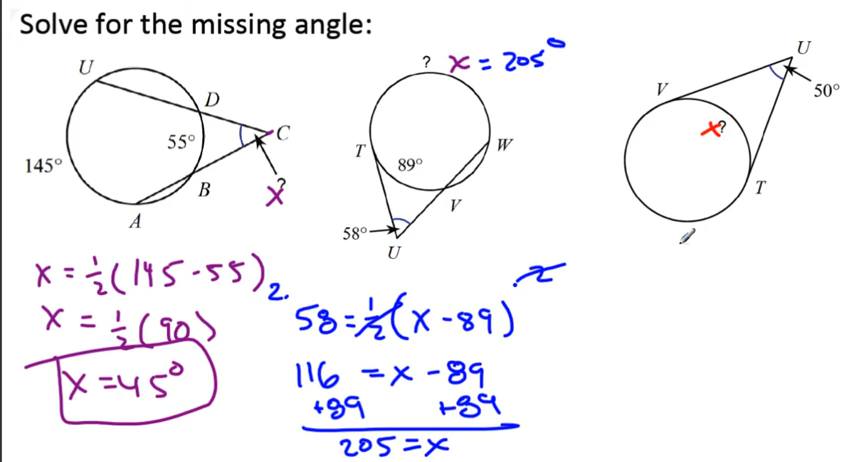 Solve for the missing angle:
U
D
C
55°
145°
B
A
?
x
? x = 205°
T
W
89°
V
58°
U
U
V
50°
x?
T
x = 1/2 (145 - 55)
x = 1/2 (90)
x = 45°
2. 58 = 1/2 (x - 89) . 2
116 = x - 89
+89 +89
205 = x